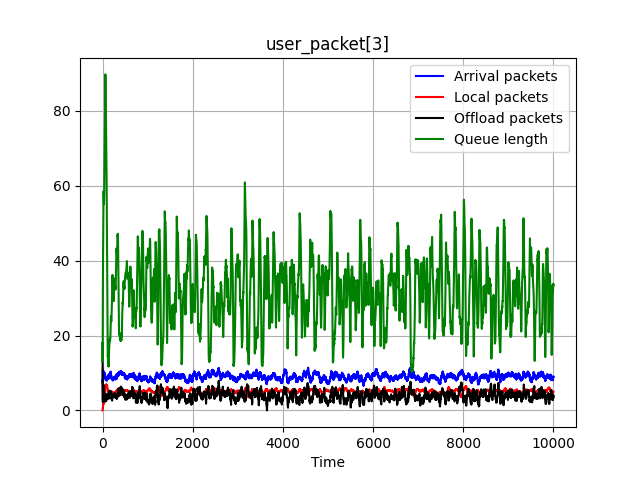 user_packet[3]
Arrival packets
Local packets
Offload packets
Queue length
80
60
40
20
0
0 2000 4000 6000 8000 10000
Time